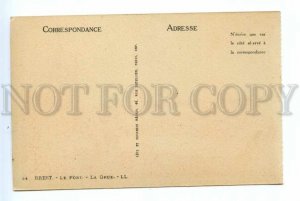 CORRESPONDANCE
ADRESSE
N'écrire que sur
le côté réservé à
la correspondance
NOT FOR COPY
BREST. - LE PORT. - LA GRUE. - LL.